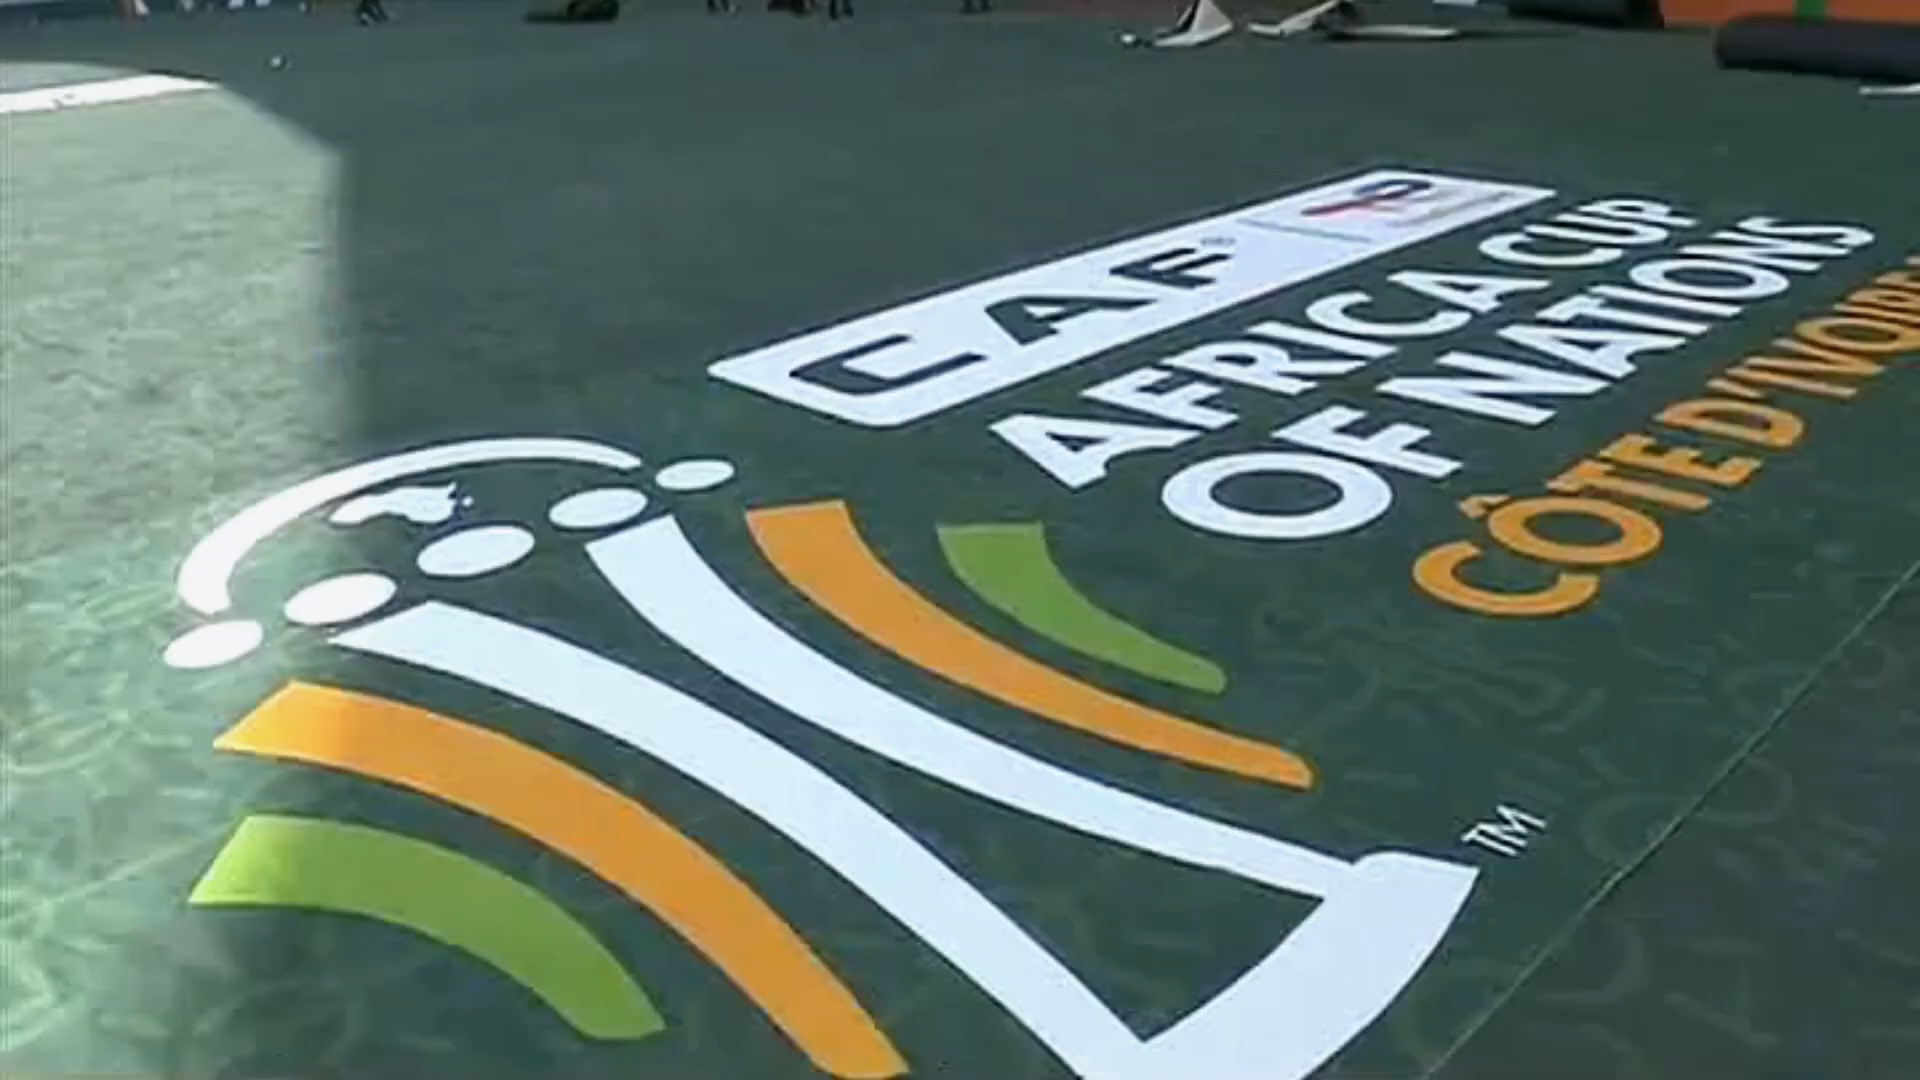 CAF
AFRICA CUP
OF NATIONS
CÔTE D'IVOIRE
TM